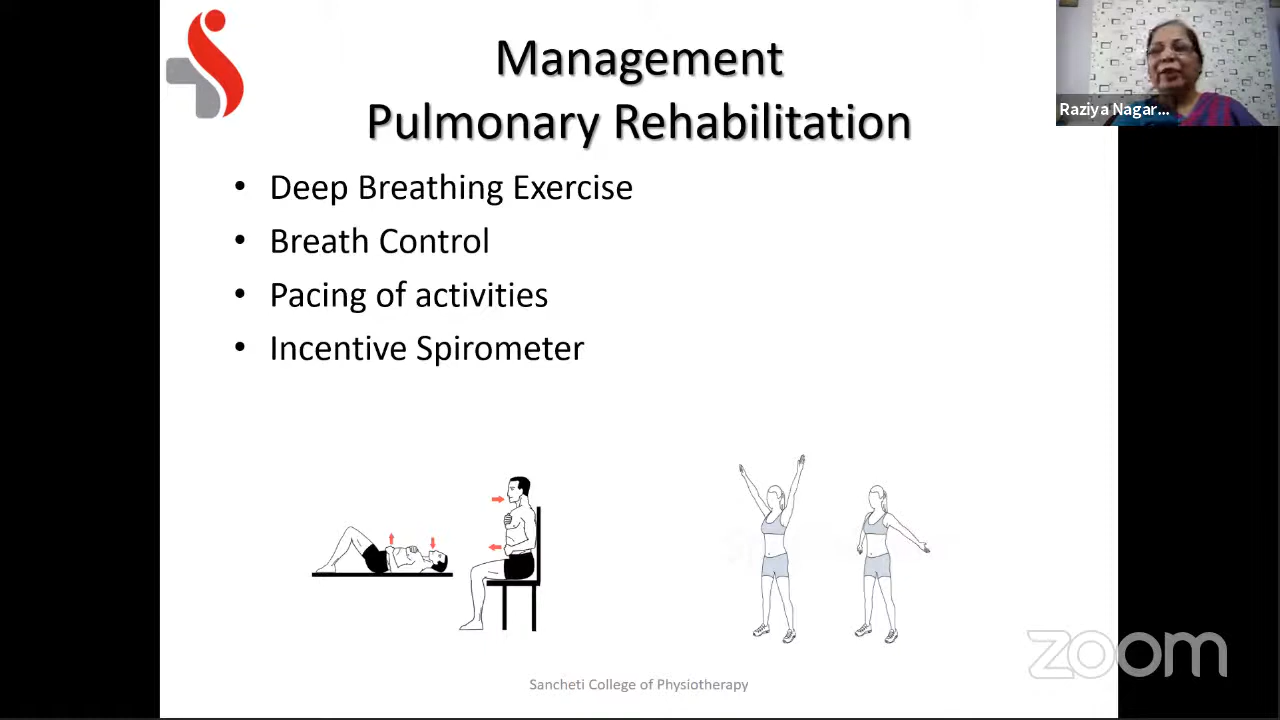 Management
Pulmonary Rehabilitation
Raziya Nagar...
• Deep Breathing Exercise
• Breath Control
• Pacing of activities
• Incentive Spirometer
zoom
Sancheti College of Physiotherapy